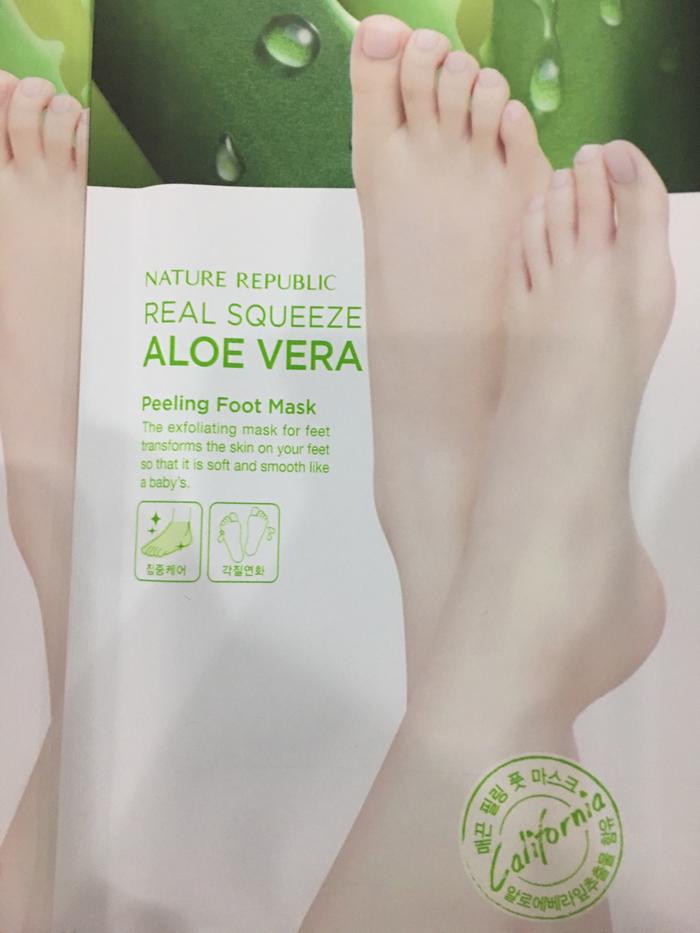 NATURE REPUBLIC
REAL SQUEEZE
ALOE VERA
Peeling Foot Mask
The exfoliating mask for feet
transforms the skin on your feet
so that it is soft and smooth like
a baby's.
집중케어
각질연화
매끈 필링 풋 마스크
California
알로에베라잎추출물 함유